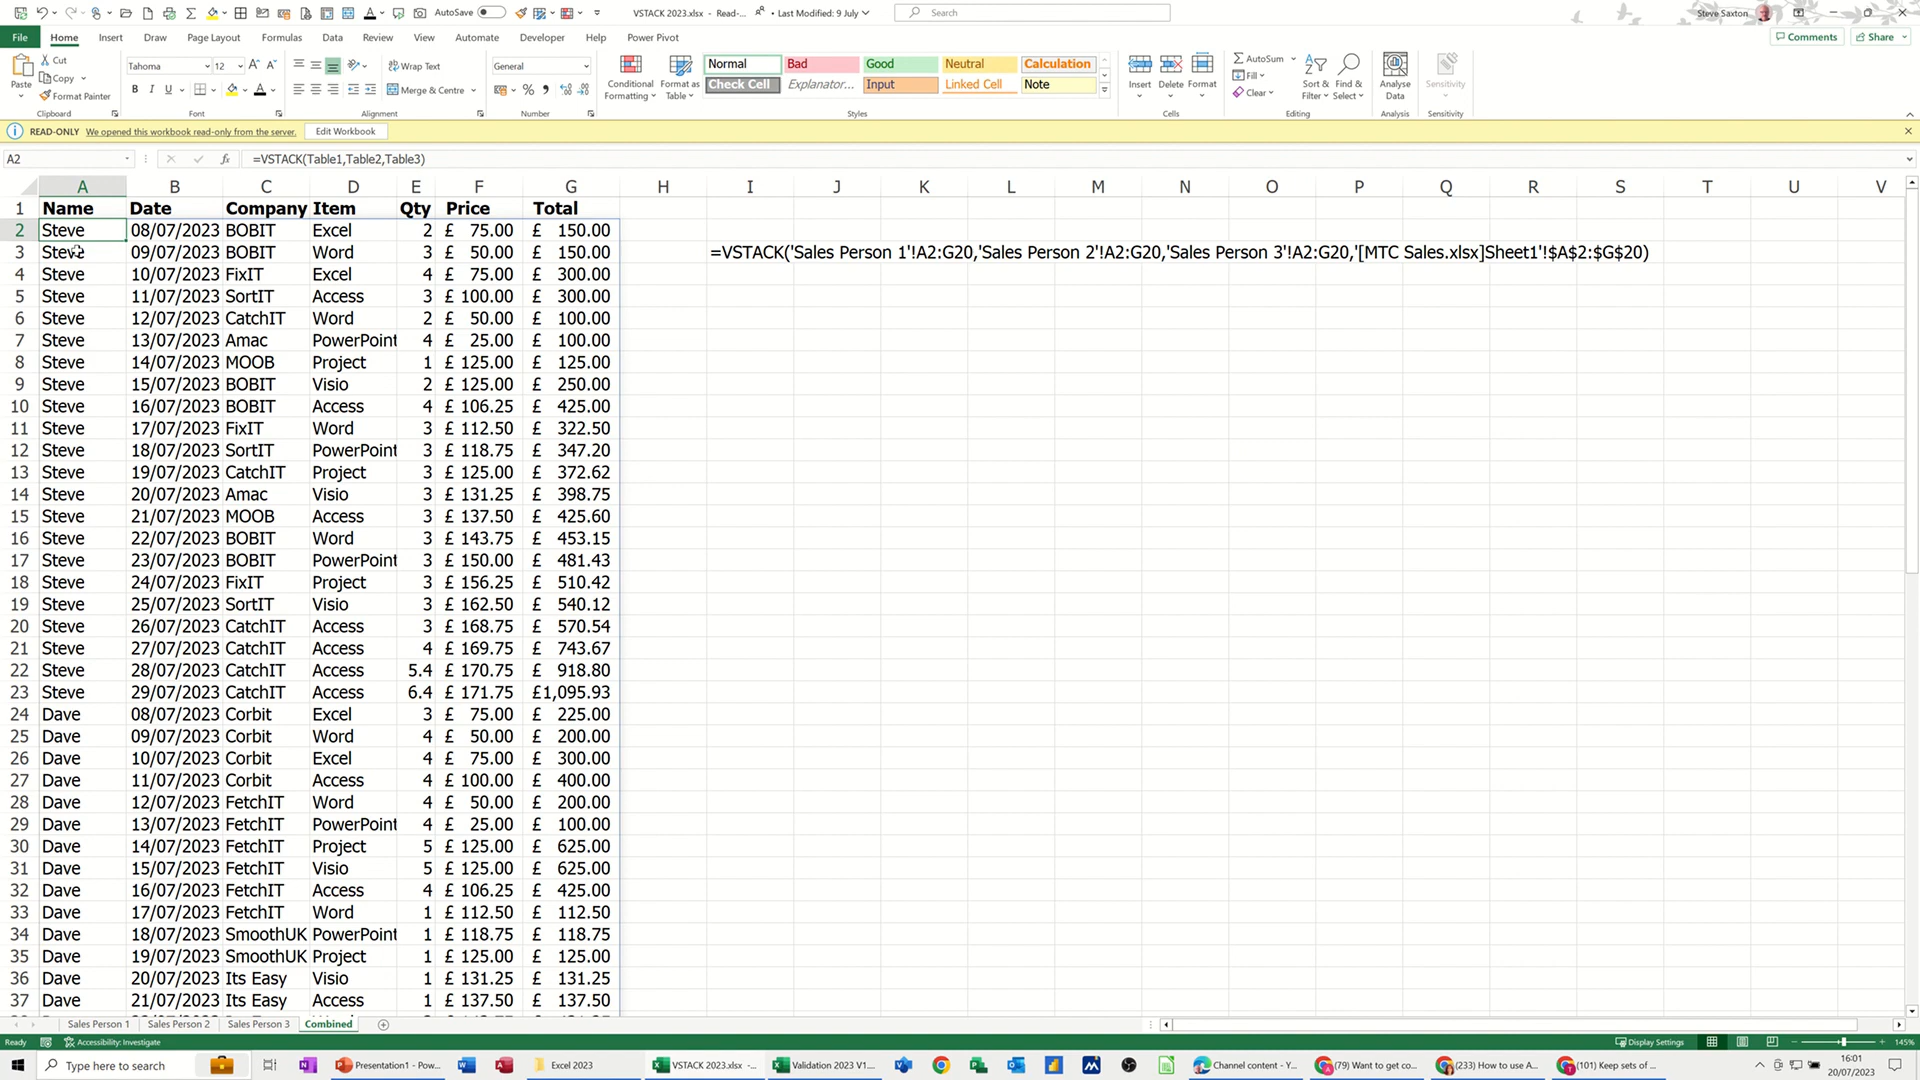 AutoSave
VSTACK 2023.xlsx - Read-... • Last Modified: 9 July
Search
Steve Saxton
File Home Insert Draw Page Layout Formulas Data Review View Automate Developer Help Power Pivot Comments Share
Paste Cut Copy Format Painter
Tahoma 12
Wrap Text
Merge & Centre
General
Conditional Formatting Format as Table
Normal Bad Good Neutral Calculation
Check Cell Explanator... Input Linked Cell Note
Insert Delete Format
AutoSum Fill Clear
Sort & Filter Find & Select Analyse Data Sensitivity
Clipboard Font Alignment Number Styles Cells Editing Analysis Sensitivity
READ-ONLY We opened this workbook read-only from the server. Edit Workbook
A2 fx =VSTACK(Table1,Table2,Table3)
A B C D E F G H I J K L M N O P Q R S T U V
1 Name Date Company Item Qty Price Total
2 Steve 08/07/2023 BOBIT Excel 2 £ 75.00 £ 150.00
3 Steve 09/07/2023 BOBIT Word 3 £ 50.00 £ 150.00 =VSTACK('Sales Person 1'!A2:G20,'Sales Person 2'!A2:G20,'Sales Person 3'!A2:G20,'[MTC Sales.xlsx]Sheet1'!$A$2:$G$20)
4 Steve 10/07/2023 FixIT Excel 4 £ 75.00 £ 300.00
5 Steve 11/07/2023 SortIT Access 3 £ 100.00 £ 300.00
6 Steve 12/07/2023 CatchIT Word 2 £ 50.00 £ 100.00
7 Steve 13/07/2023 Amac PowerPoint 4 £ 25.00 £ 100.00
8 Steve 14/07/2023 MOOB Project 1 £ 125.00 £ 125.00
9 Steve 15/07/2023 BOBIT Visio 2 £ 125.00 £ 250.00
10 Steve 16/07/2023 BOBIT Access 4 £ 106.25 £ 425.00
11 Steve 17/07/2023 FixIT Word 3 £ 112.50 £ 322.50
12 Steve 18/07/2023 SortIT PowerPoint 3 £ 118.75 £ 347.20
13 Steve 19/07/2023 CatchIT Project 3 £ 125.00 £ 372.62
14 Steve 20/07/2023 Amac Visio 3 £ 131.25 £ 398.75
15 Steve 21/07/2023 MOOB Access 3 £ 137.50 £ 425.60
16 Steve 22/07/2023 BOBIT Word 3 £ 143.75 £ 453.15
17 Steve 23/07/2023 BOBIT PowerPoint 3 £ 150.00 £ 481.43
18 Steve 24/07/2023 FixIT Project 3 £ 156.25 £ 510.42
19 Steve 25/07/2023 SortIT Visio 3 £ 162.50 £ 540.12
20 Steve 26/07/2023 CatchIT Access 3 £ 168.75 £ 570.54
21 Steve 27/07/2023 CatchIT Access 4 £ 169.75 £ 743.67
22 Steve 28/07/2023 CatchIT Access 5.4 £ 170.75 £ 918.80
23 Steve 29/07/2023 CatchIT Access 6.4 £ 171.75 £1,095.93
24 Dave 08/07/2023 Corbit Excel 3 £ 75.00 £ 225.00
25 Dave 09/07/2023 Corbit Word 4 £ 50.00 £ 200.00
26 Dave 10/07/2023 Corbit Excel 4 £ 75.00 £ 300.00
27 Dave 11/07/2023 Corbit Access 4 £ 100.00 £ 400.00
28 Dave 12/07/2023 FetchIT Word 4 £ 50.00 £ 200.00
29 Dave 13/07/2023 FetchIT PowerPoint 4 £ 25.00 £ 100.00
30 Dave 14/07/2023 FetchIT Project 5 £ 125.00 £ 625.00
31 Dave 15/07/2023 FetchIT Visio 5 £ 125.00 £ 625.00
32 Dave 16/07/2023 FetchIT Access 4 £ 106.25 £ 425.00
33 Dave 17/07/2023 FetchIT Word 1 £ 112.50 £ 112.50
34 Dave 18/07/2023 SmoothUK PowerPoint 1 £ 118.75 £ 118.75
35 Dave 19/07/2023 SmoothUK Project 1 £ 125.00 £ 125.00
36 Dave 20/07/2023 Its Easy Visio 1 £ 131.25 £ 131.25
37 Dave 21/07/2023 Its Easy Access 1 £ 137.50 £ 137.50
Sales Person 1 Sales Person 2 Sales Person 3 Combined
Ready Accessibility: Investigate Display Settings 145%
Type here to search Presentation1 - Pow... Excel 2023 VSTACK 2023.xlsx -... Validation 2023 V1... Channel content - Y... (79) Want to get co... (233) How to use A... (101) Keep sets of ... 16:01
20/07/2023